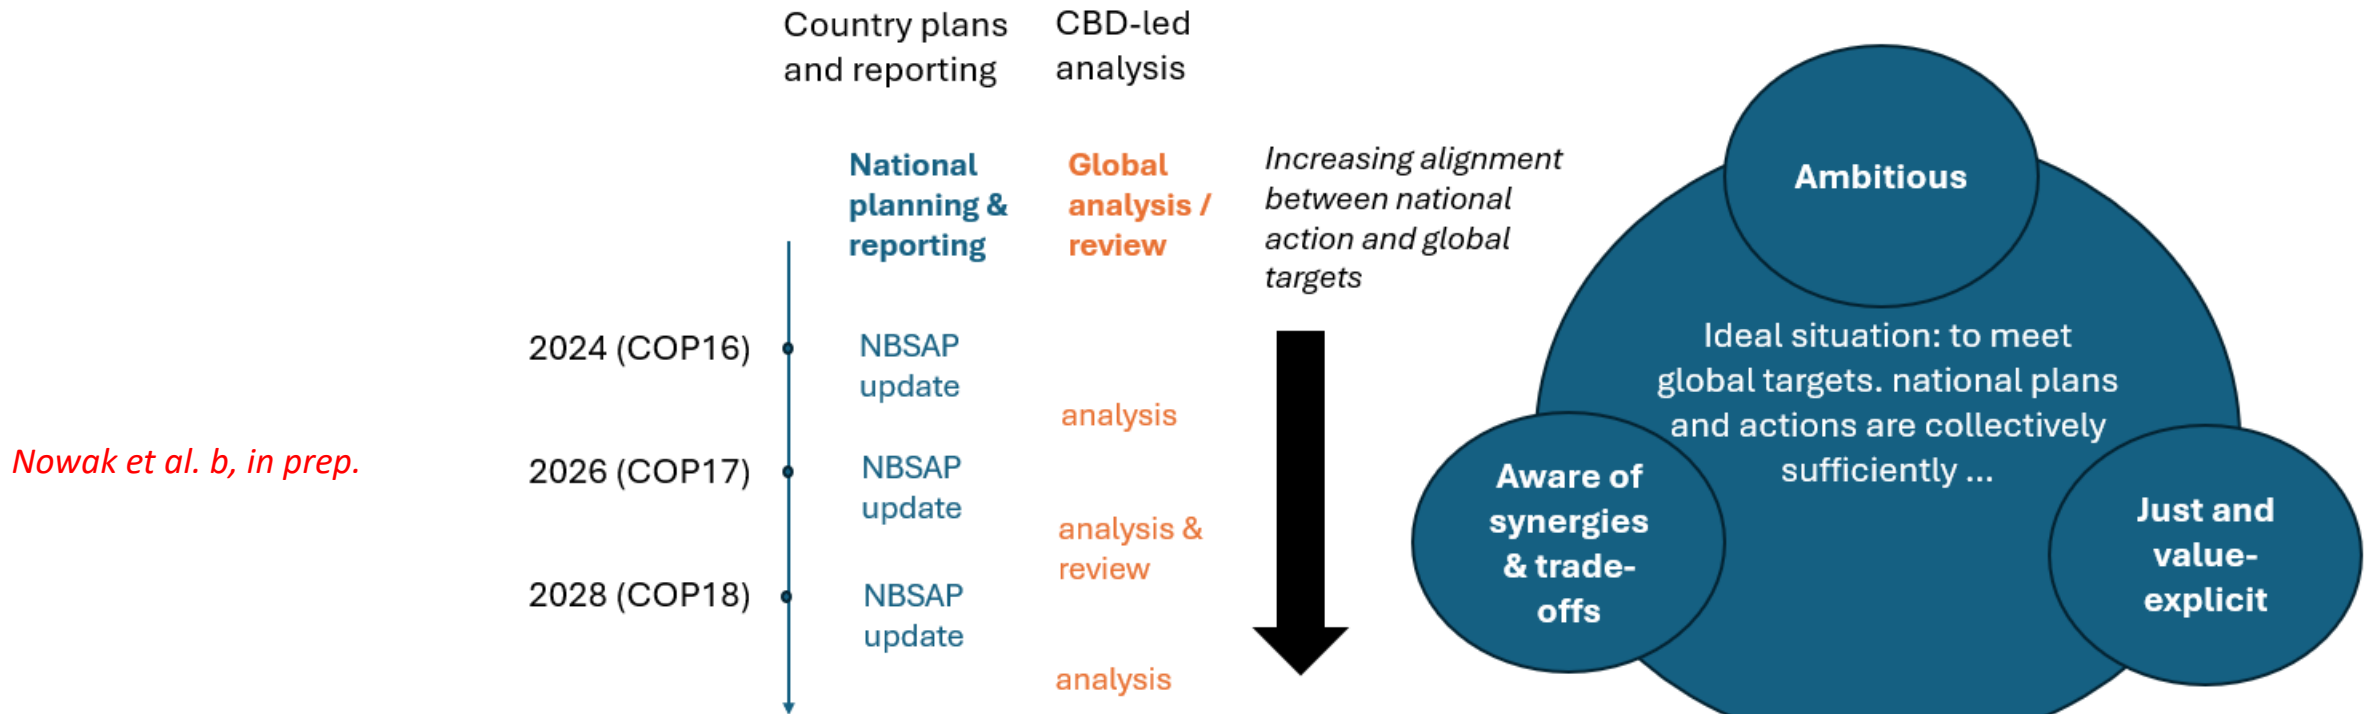 Country plans
and reporting
CBD-led
analysis
National
planning &
reporting
Global
analysis /
review
Increasing alignment
between national
action and global
targets
2024 (COP16)
NBSAP
update
analysis
Nowak et al. b, in prep.
2026 (COP17)
NBSAP
update
analysis &
review
2028 (COP18)
NBSAP
update
analysis
Ambitious
Ideal situation: to meet
global targets. national plans
and actions are collectively
sufficiently ...
Aware of
synergies
& trade-
offs
Just and
value-
explicit